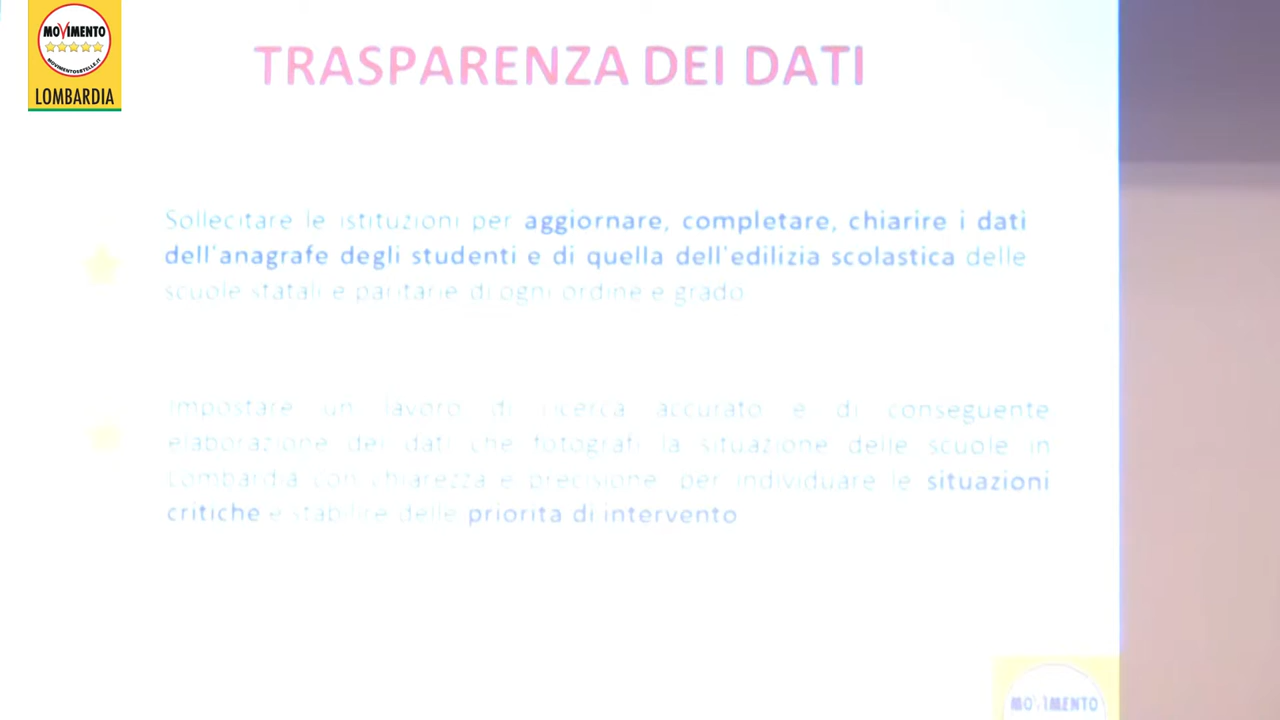 MOVIMENTO
MOVIMENTO5STELLE.IT
LOMBARDIA
TRASPARENZA DEI DATI
Sollecitare le istituzioni per aggiornare, completare, chiarire i dati
dell'anagrafe degli studenti e di quella dell'edilizia scolastica delle
scuole statali e paritarie di ogni ordine e grado
Impostare un lavoro di ricerca accurato e di conseguente
elaborazione dei dati che fotografi la situazione delle scuole in
Lombardia con chiarezza e precisione per individuare le situazioni
critiche e stabilire delle priorita di intervento
MOVIMENTO